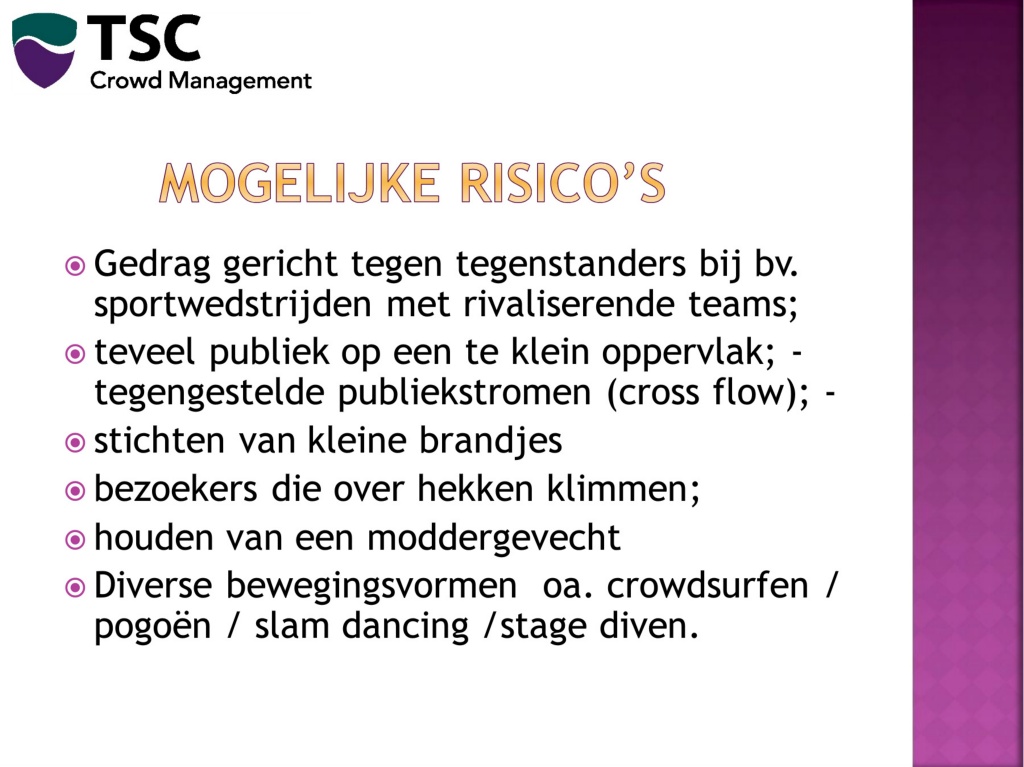 TSC
Crowd Management
MOGELIJKE RISICO’S
Gedrag gericht tegen tegenstanders bij bv.
sportwedstrijden met rivaliserende teams;
teveel publiek op een te klein oppervlak; -
tegengestelde publiekstromen (cross flow); -
stichten van kleine brandjes
bezoekers die over hekken klimmen;
houden van een moddergevecht
Diverse bewegingsvormen  oa. crowdsurfen /
pogoën / slam dancing /stage diven.